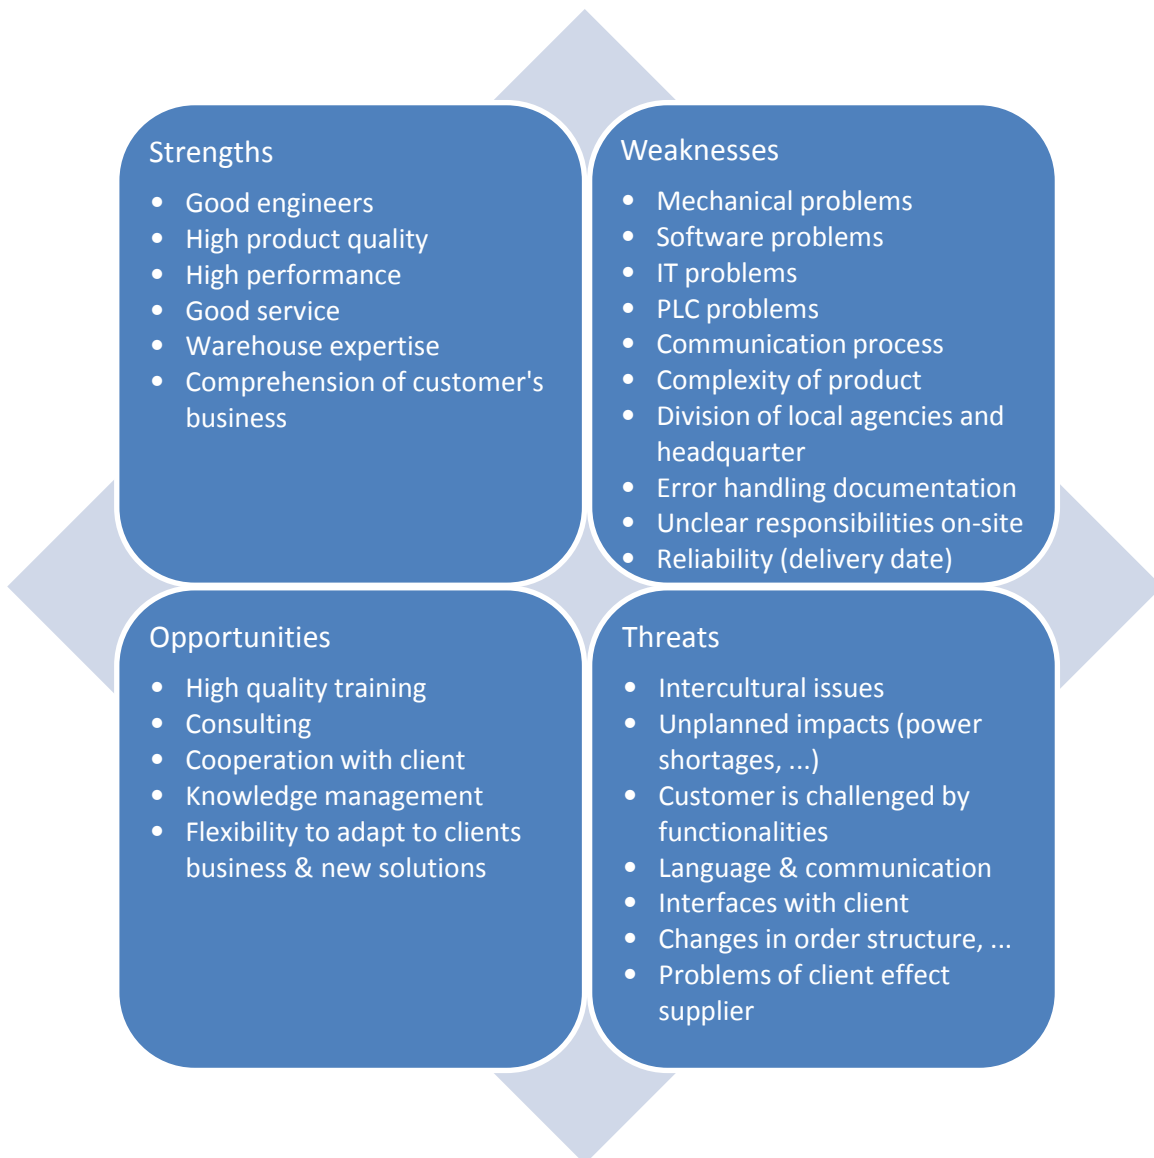 Strengths
• Good engineers
• High product quality
• High performance
• Good service
• Warehouse expertise
• Comprehension of customer's
business
Weaknesses
• Mechanical problems
• Software problems
• IT problems
• PLC problems
• Communication process
• Complexity of product
• Division of local agencies and
headquarter
• Error handling documentation
• Unclear responsibilities on-site
• Reliability (delivery date)
Opportunities
• High quality training
• Consulting
• Cooperation with client
• Knowledge management
• Flexibility to adapt to clients
business & new solutions
Threats
• Intercultural issues
• Unplanned impacts (power
shortages, ...)
• Customer is challenged by
functionalities
• Language & communication
• Interfaces with client
• Changes in order structure, ...
• Problems of client effect
supplier